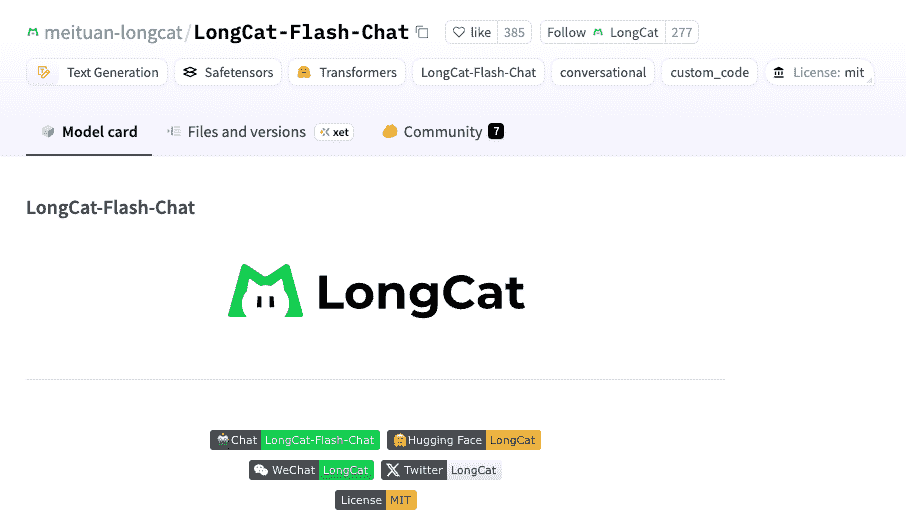 meituan-longcat/LongCat-Flash-Chat like 385 Follow LongCat 277
Text Generation Safetensors Transformers LongCat-Flash-Chat conversational custom_code License: mit
Model card Files and versions xet Community 7
LongCat-Flash-Chat
LongCat
Chat LongCat-Flash-Chat Hugging Face LongCat
WeChat LongCat Twitter LongCat
License MIT